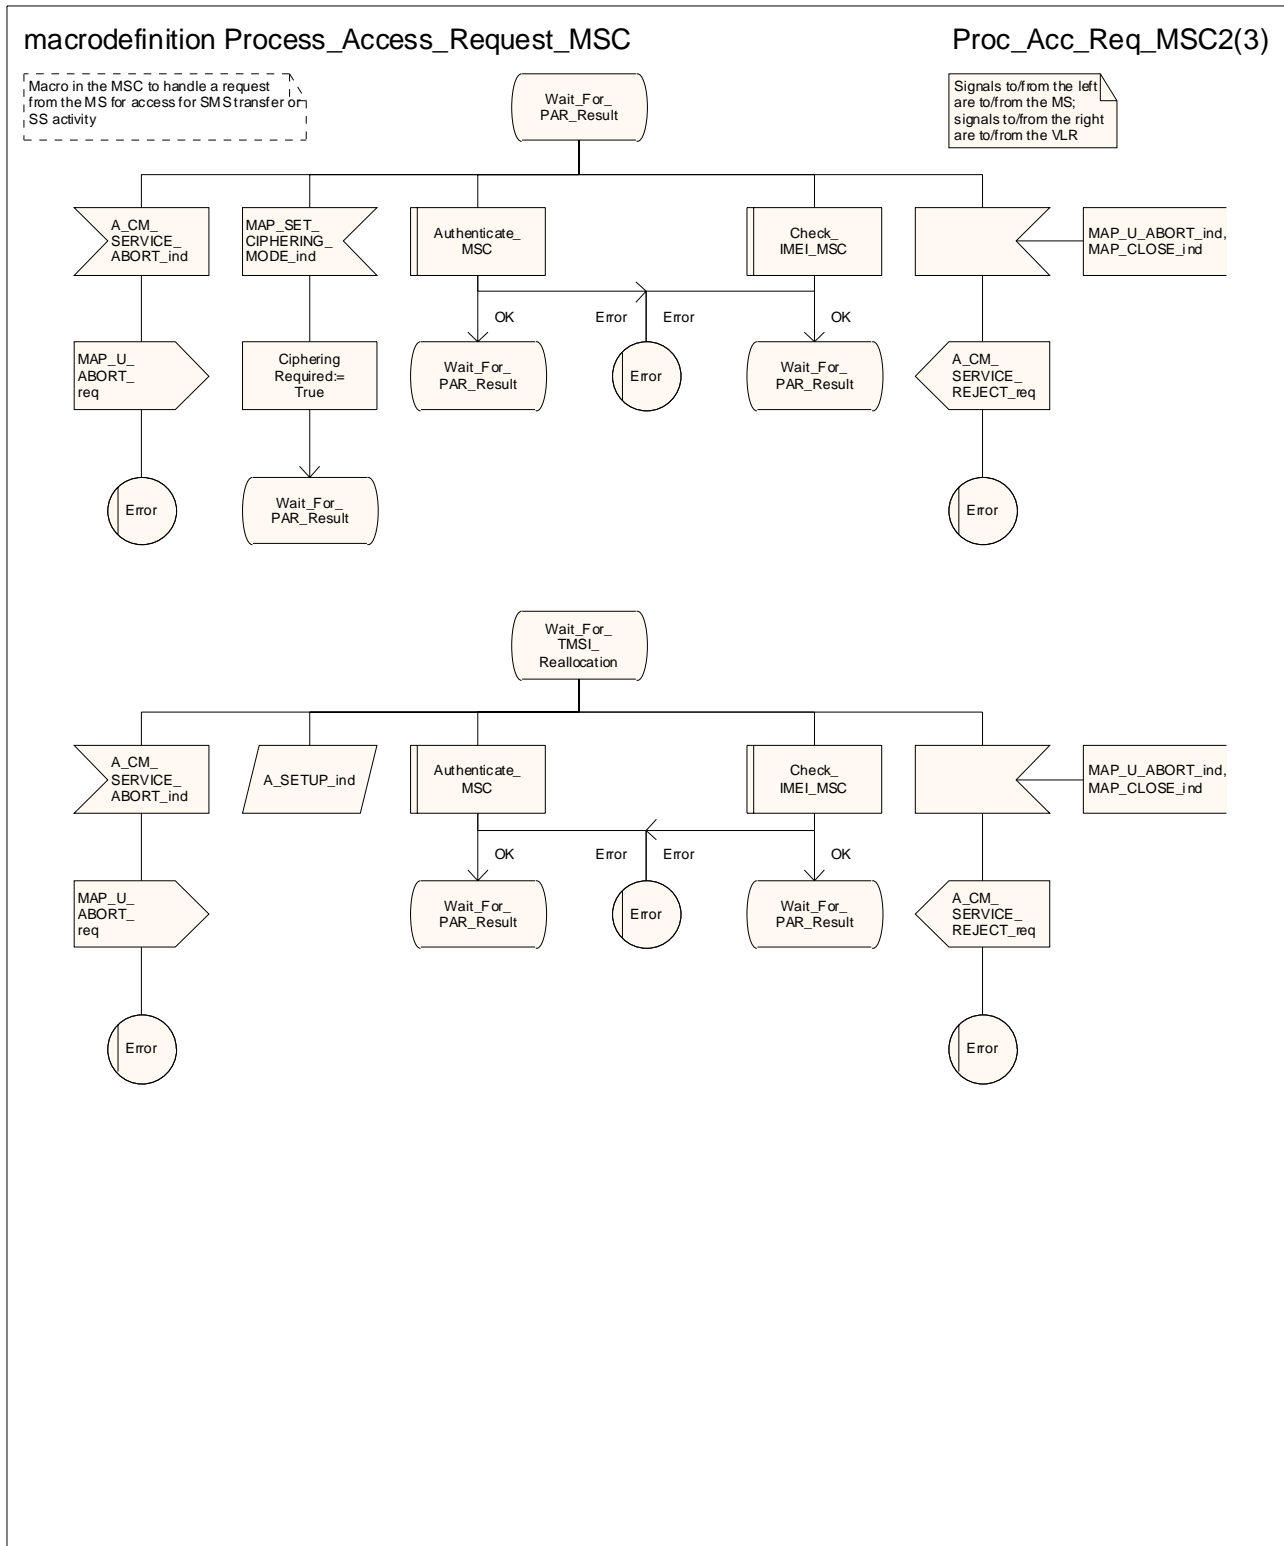 macrodefinition Process_Access_Request_MSC
Proc_Acc_Req_MSC2(3)
Macro in the MSC to handle a request
from the MS for access for SMS transfer or
SS activity
Wait_For_
PAR_Result
Signals to/from the left
are to/from the MS;
signals to/from the right
are to/from the VLR
A_CM_
SERVICE_
ABORT_ind
MAP_SET_
CIPHERING_
MODE_ind
Authenticate_
MSC
Check_
IMEI_MSC
MAP_U_ABORT_ind,
MAP_CLOSE_ind
OK
Error
Error
OK
MAP_U_
ABORT_
req
Ciphering
Required:=
True
Wait_For_
PAR_Result
Error
Wait_For_
PAR_Result
A_CM_
SERVICE_
REJECT_req
Error
Wait_For_
PAR_Result
Error
Wait_For_
TMSI_
Reallocation
A_CM_
SERVICE_
ABORT_ind
A_SETUP_ind
Authenticate_
MSC
Check_
IMEI_MSC
MAP_U_ABORT_ind,
MAP_CLOSE_ind
OK
Error
Error
OK
MAP_U_
ABORT_
req
Wait_For_
PAR_Result
Error
Wait_For_
PAR_Result
A_CM_
SERVICE_
REJECT_req
Error
Error